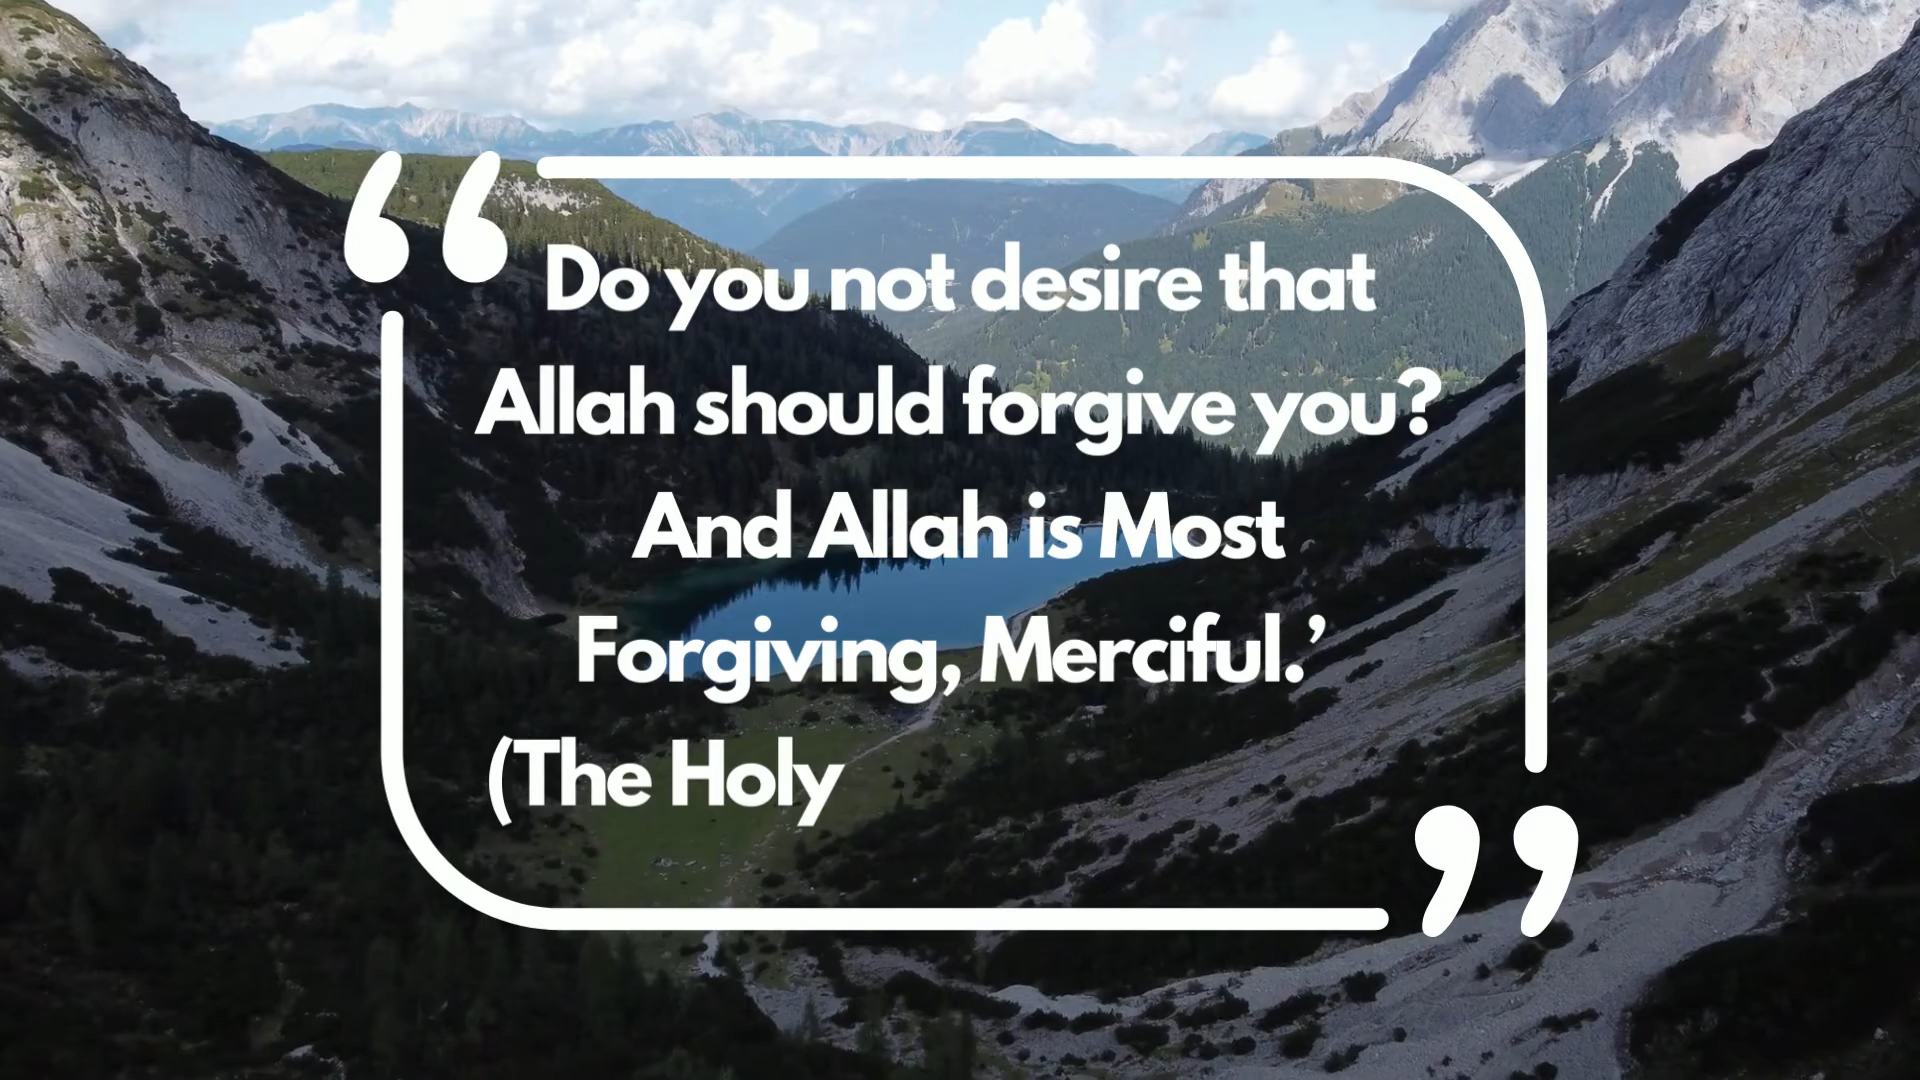 “
Do you not desire that
Allah should forgive you?
And Allah is Most
Forgiving, Merciful.’
(The Holy
”